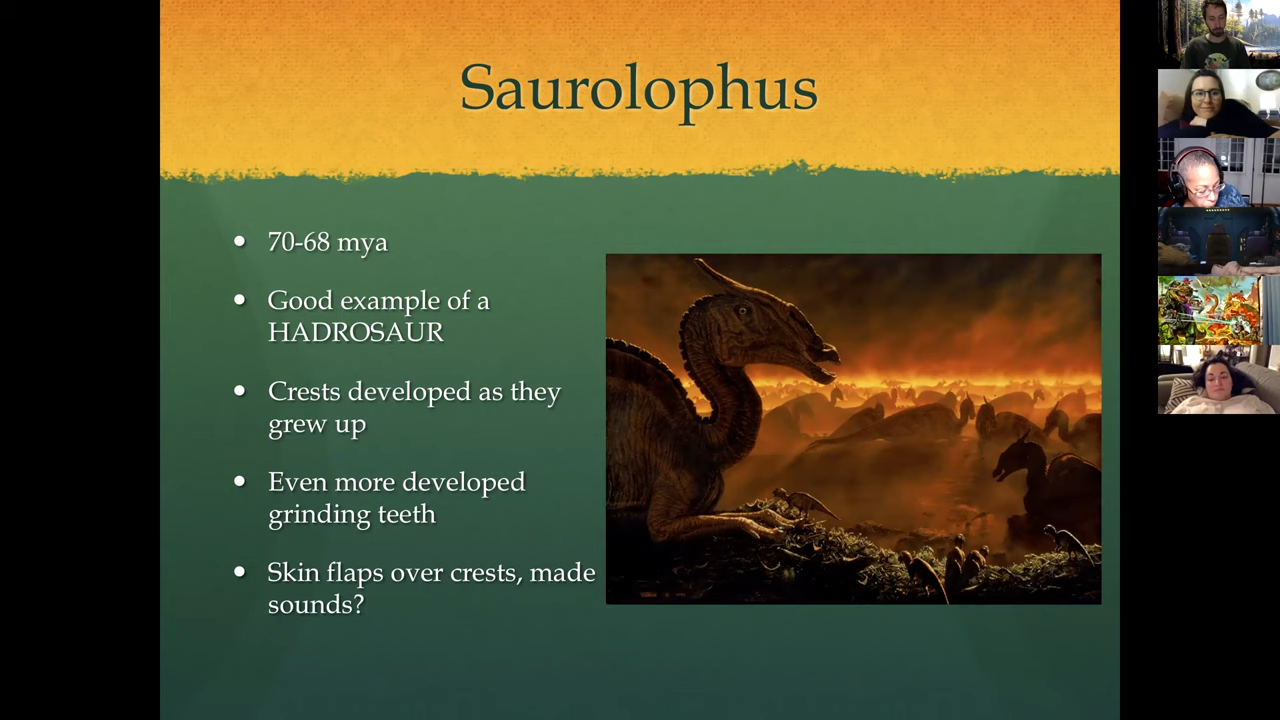 Saurolophus
70-68 mya
Good example of a
HADROSAUR
Crests developed as they
grew up
Even more developed
grinding teeth
Skin flaps over crests, made
sounds?